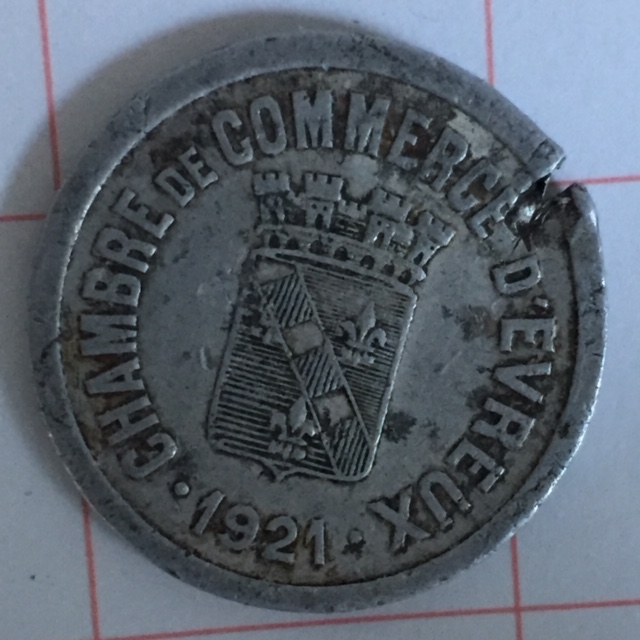 CHAMBRE DE COMMERCE D'EVREUX
1921